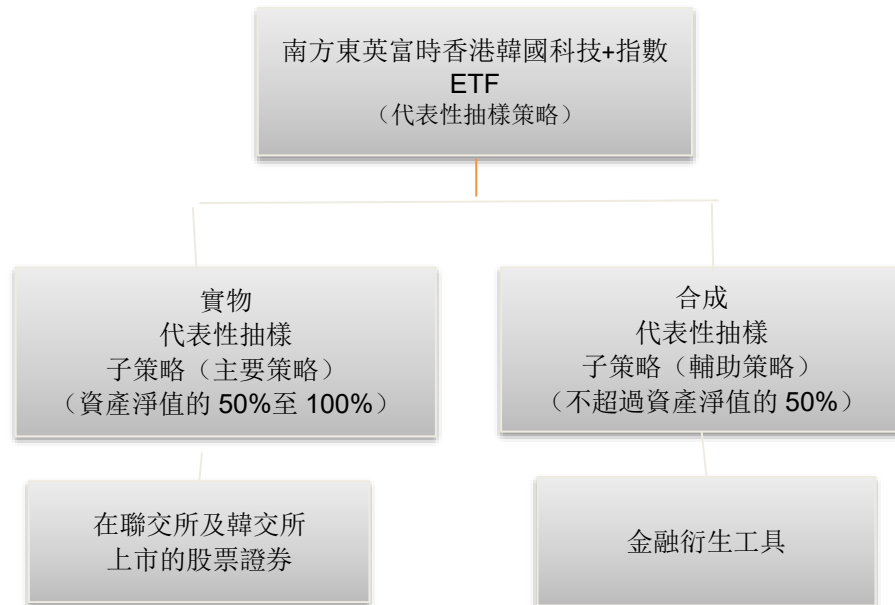 南方東英富時香港韓國科技+指數
ETF
（代表性抽樣策略）
實物
代表性抽樣
子策略（主要策略）
（資產淨值的 50%至 100%）
合成
代表性抽樣
子策略（輔助策略）
（不超過資產淨值的 50%）
在聯交所及韓交所
上市的股票證券
金融衍生工具